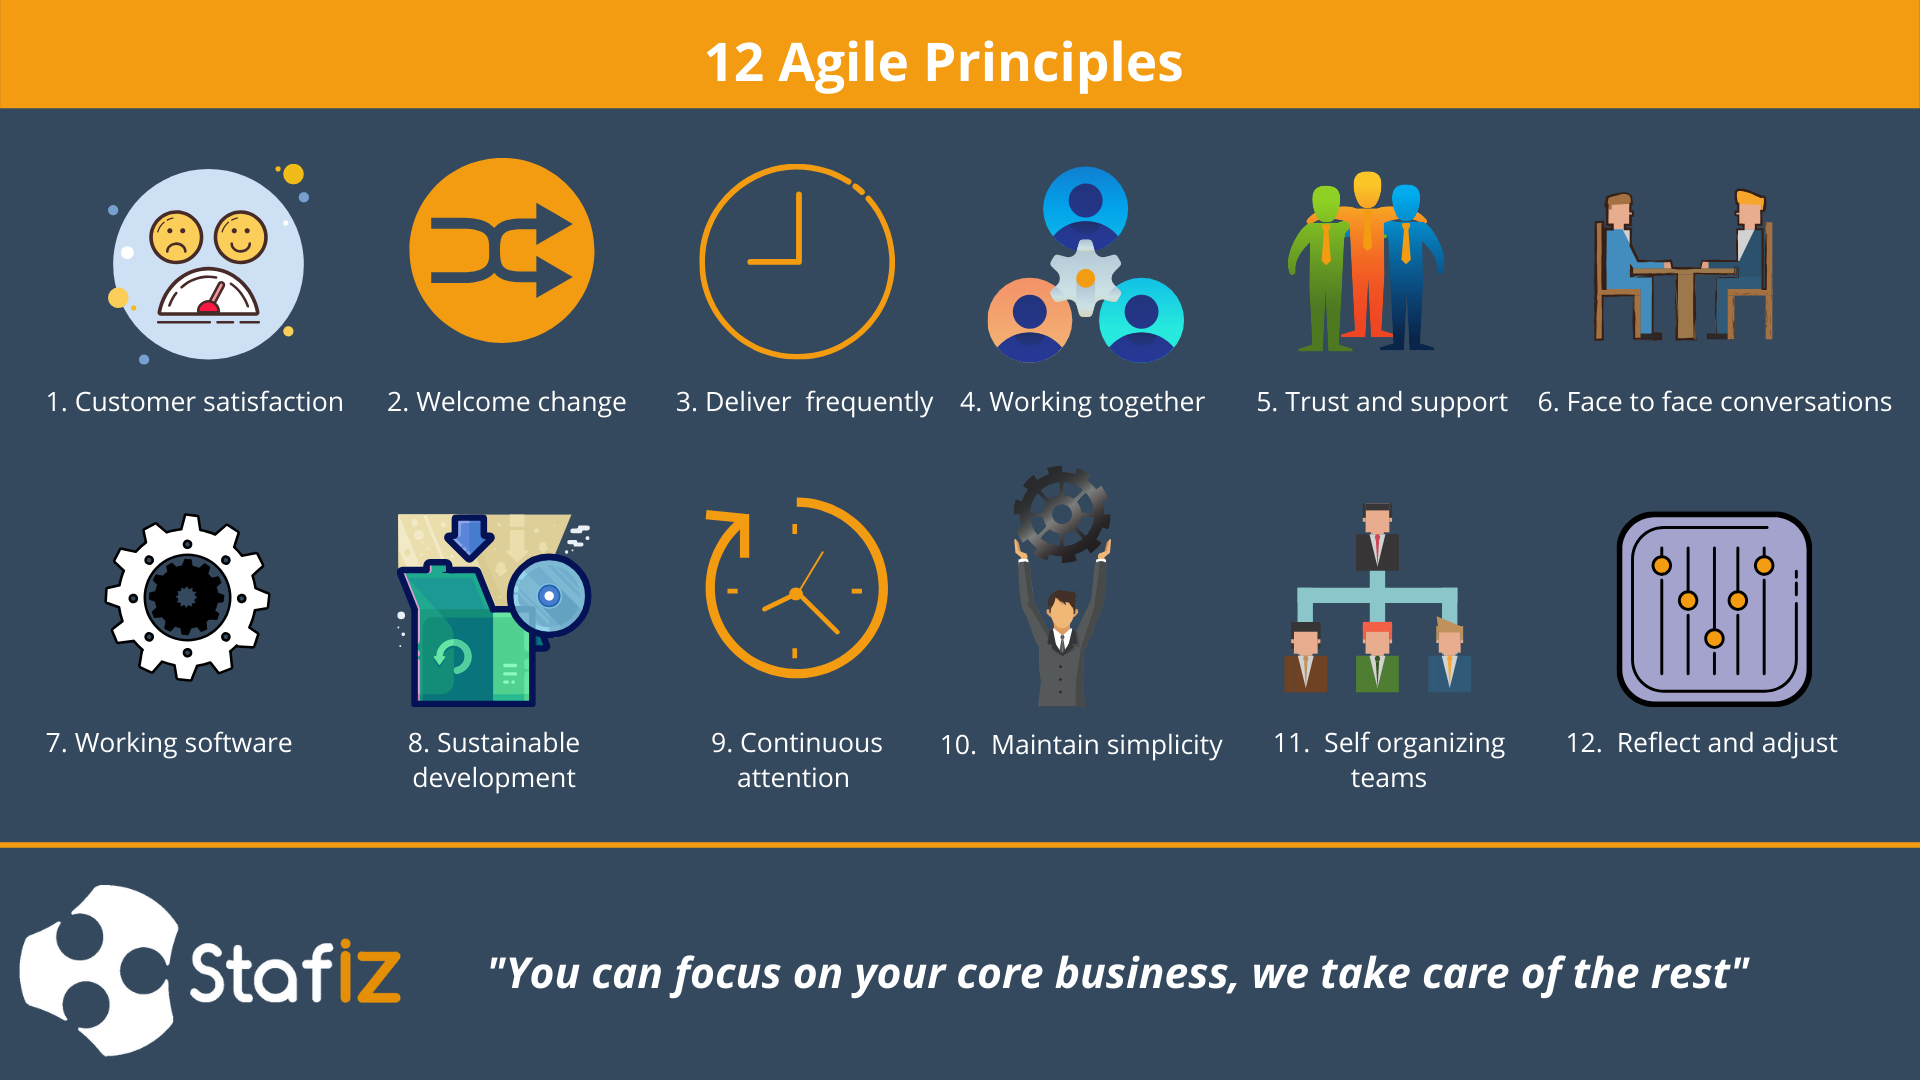 12 Agile Principles
1. Customer satisfaction
2. Welcome change
3. Deliver  frequently
4. Working together
5. Trust and support
6. Face to face conversations
7. Working software
8. Sustainable
development
9. Continuous
attention
10.  Maintain simplicity
11.  Self organizing
teams
12.  Reflect and adjust
Stafiz
"You can focus on your core business, we take care of the rest"